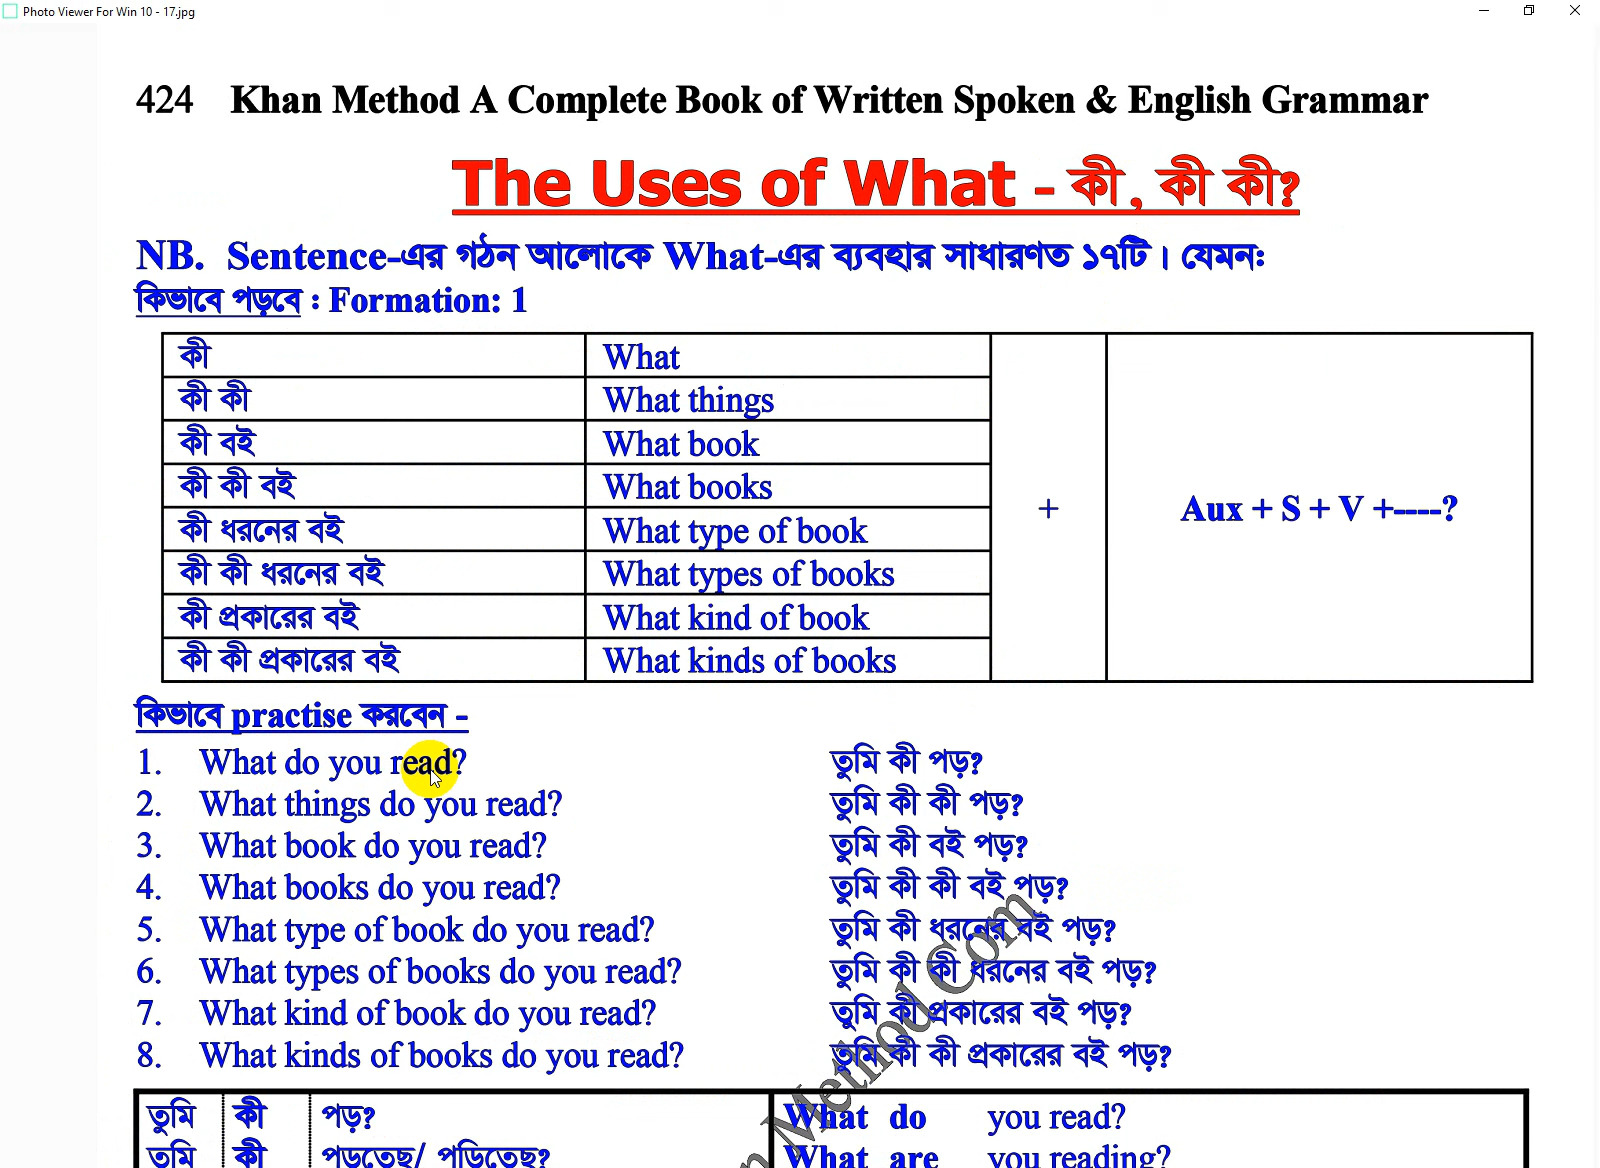 Photo Viewer For Win 10 - 17.jpg
424 Khan Method A Complete Book of Written Spoken & English Grammar
The Uses of What - কী, কী কী?
NB. Sentence-এর গঠন আলোকে What-এর ব্যবহার সাধারণত ১৭টি। যেমন:
কিভাবে পড়বে : Formation: 1
কী What
কী কী What things
কী বই What book
কী কী বই What books
কী ধরনের বই What type of book
+ Aux + S + V +----?
কী কী ধরনের বই What types of books
কী প্রকারের বই What kind of book
কী কী প্রকারের বই What kinds of books
কিভাবে practise করবেন -
1. What do you read? তুমি কী পড়?
2. What things do you read? তুমি কী কী পড়?
3. What book do you read? তুমি কী বই পড়?
4. What books do you read? তুমি কী কী বই পড়?
5. What type of book do you read? তুমি কী ধরনের বই পড়?
6. What types of books do you read? তুমি কী কী ধরনের বই পড়?
7. What kind of book do you read? তুমি কী প্রকারের বই পড়?
8. What kinds of books do you read? তুমি কী কী প্রকারের বই পড়?
Method.Com
তুমি কী পড়? What do you read?
তুমি কী পড়তেছ/ পড়িতেছ? What are you reading?